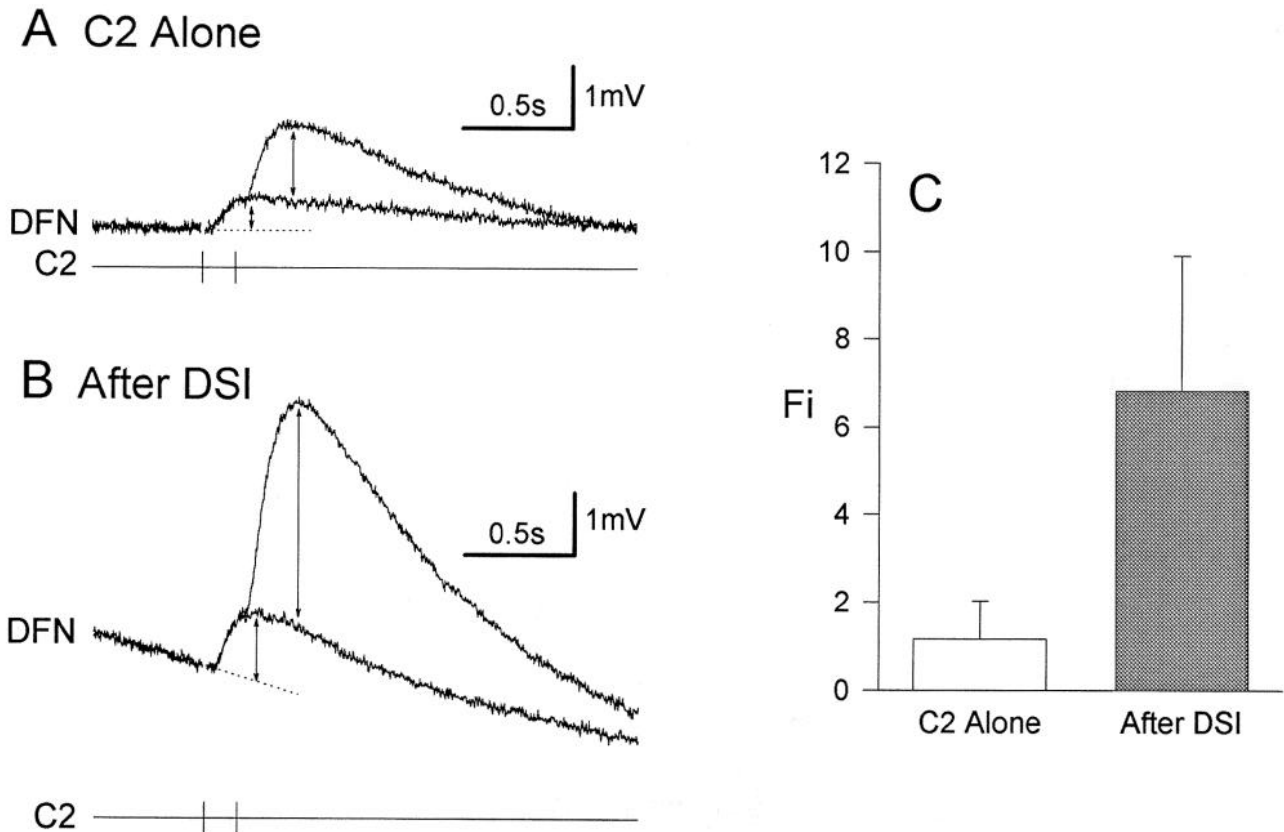 A C2 Alone
0.5s
1mV
DFN
C2
B After DSI
0.5s
1mV
DFN
C2
C
12
10
8
6
4
2
0
Fi
C2 Alone
After DSI